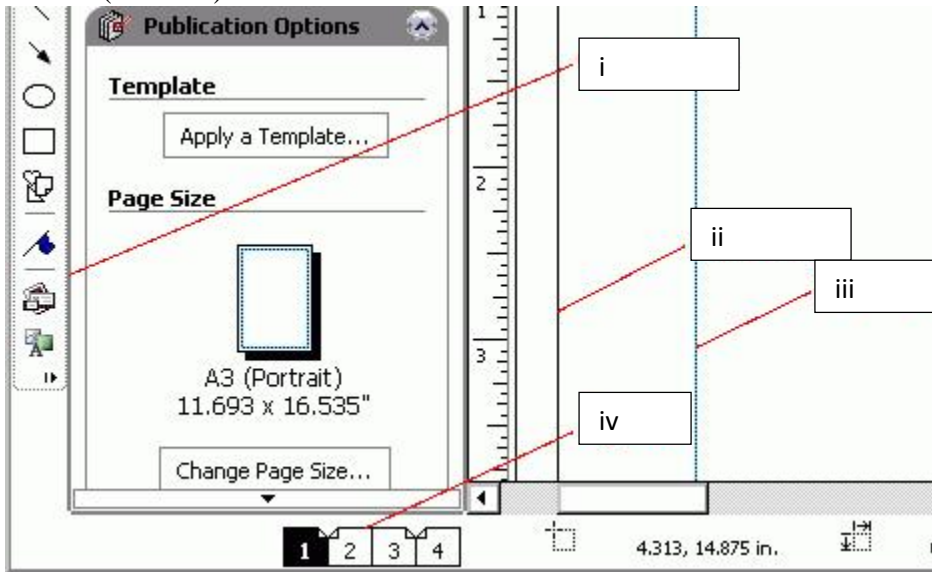 Publication Options
Template
Apply a Template...
Page Size
A3 (Portrait)
11.693 x 16.535"
Change Page Size...
1 2 3 4
1
2
3
i
ii
iii
iv
4.313, 14.875 in.